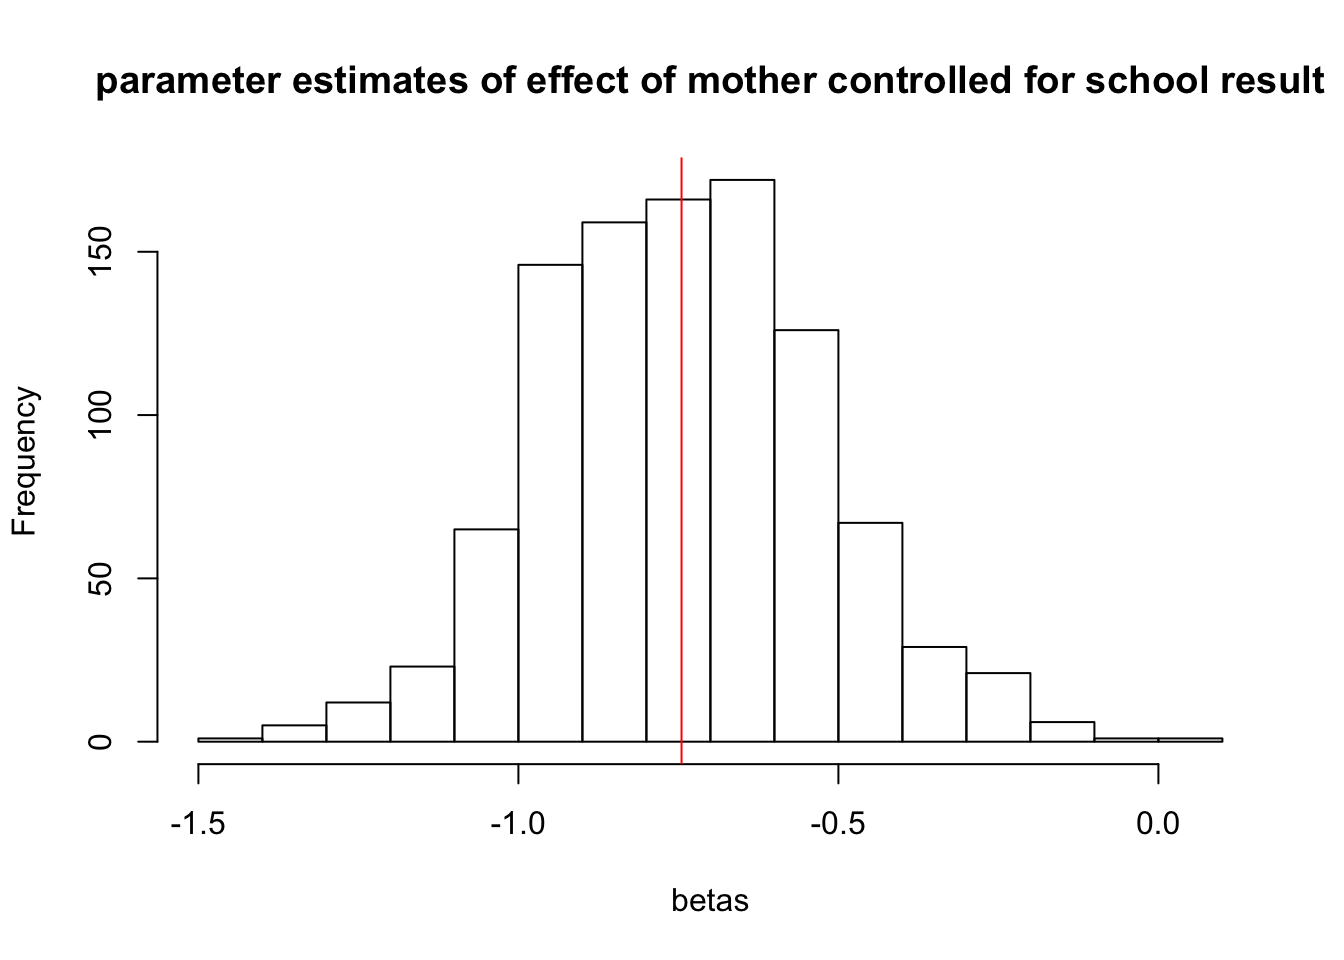 parameter estimates of effect of mother controlled for school result
Frequency
150
100
50
0
-1.5 -1.0 -0.5 0.0
betas